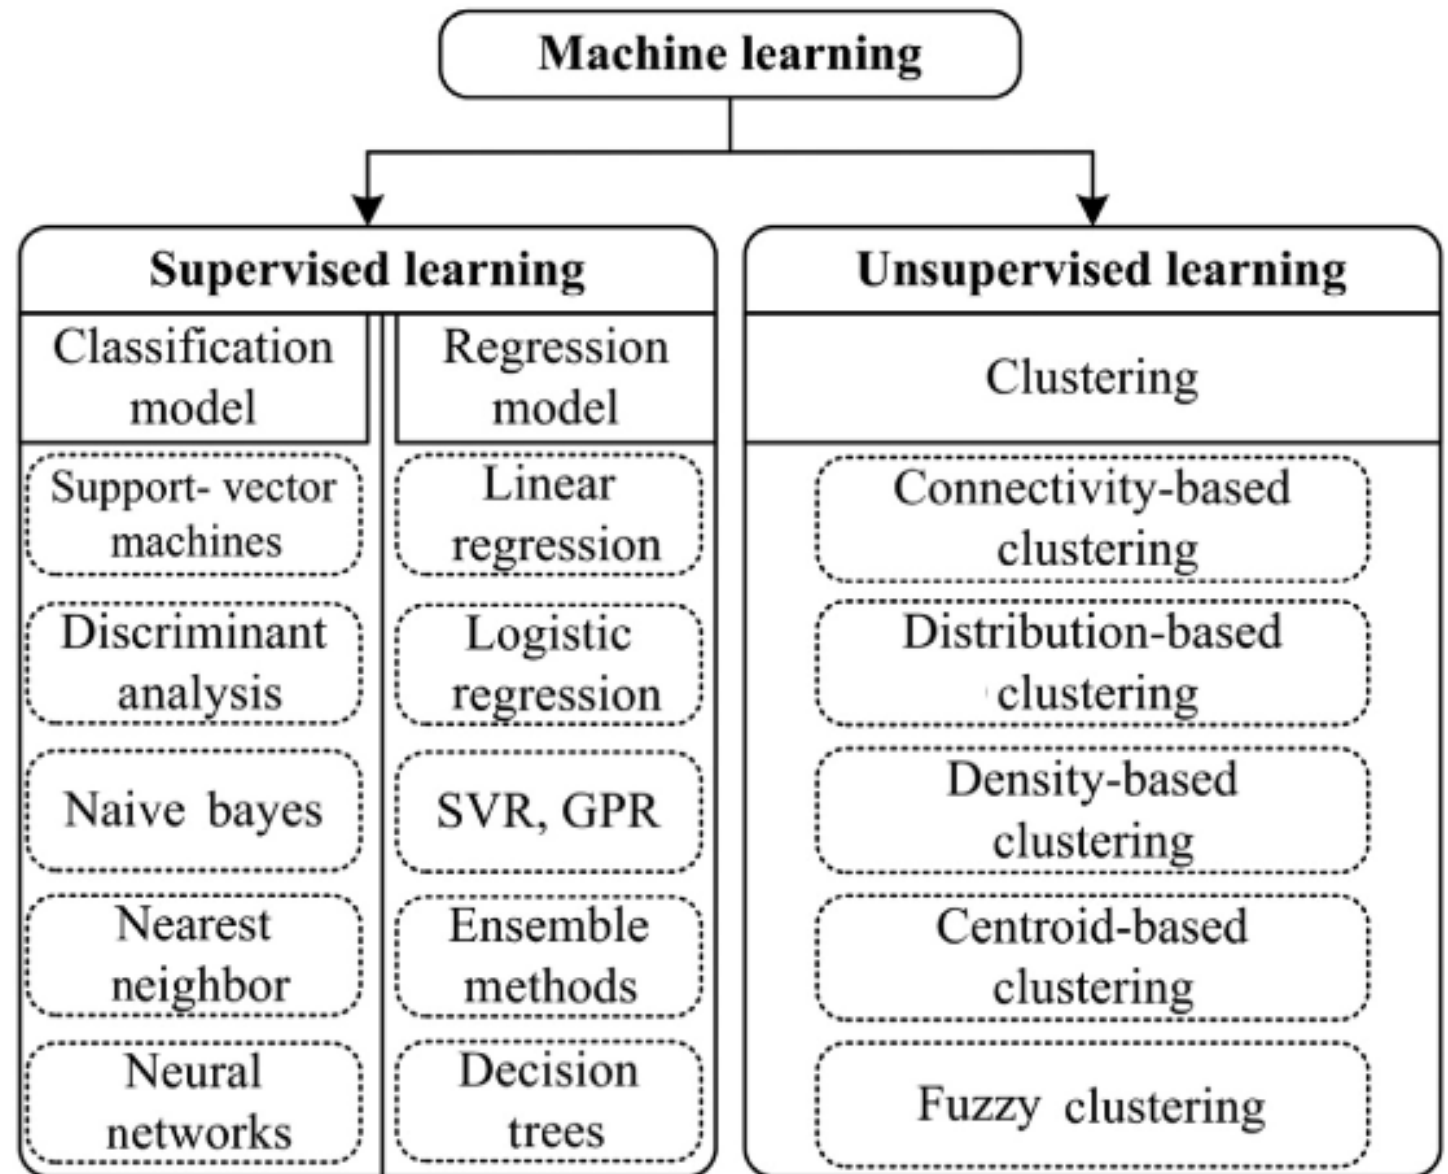 Machine learning
Supervised learning
Classification
model
Support- vector
machines
Discriminant
analysis
Naive bayes
Nearest
neighbor
Neural
networks
Regression
model
Linear
regression
Logistic
regression
SVR, GPR
Ensemble
methods
Decision
trees
Unsupervised learning
Clustering
Connectivity-based
clustering
Distribution-based
clustering
Density-based
clustering
Centroid-based
clustering
Fuzzy clustering